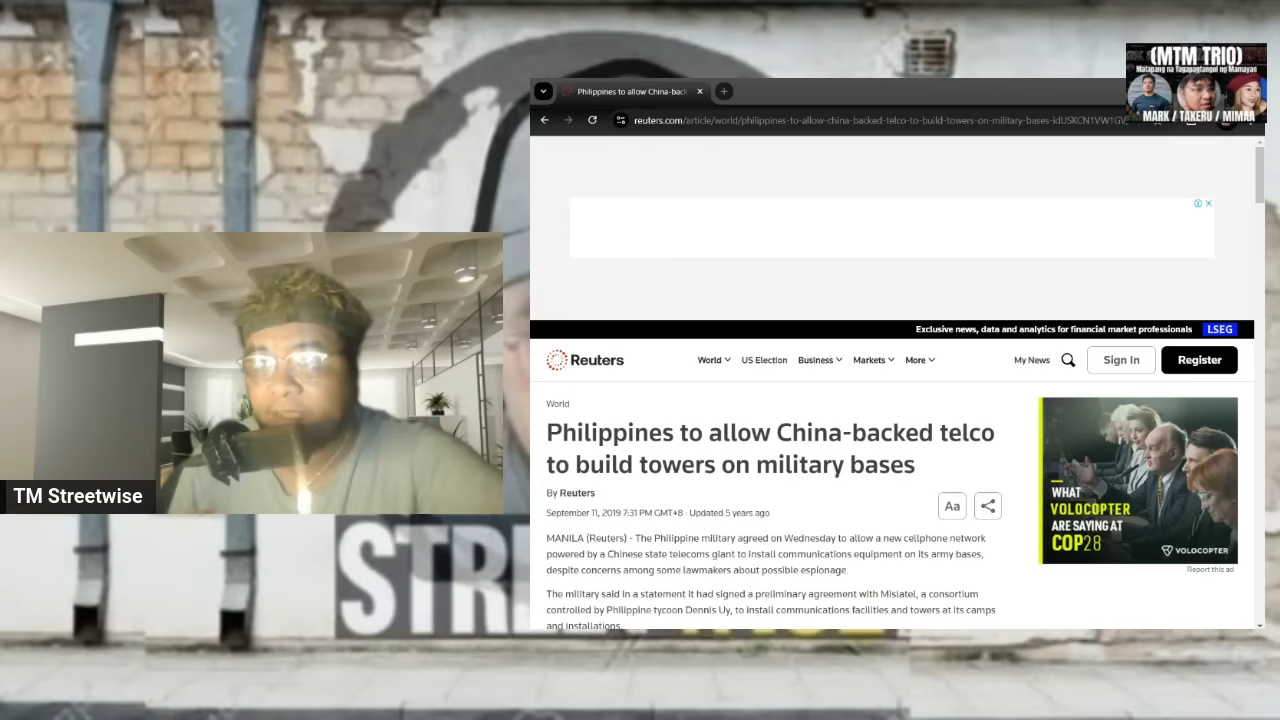 (MTM TRIO)
Matapang na Tagapagtangol ng Mamayan
MARK / TAKERU / MIMAA
Philippines to allow China-back
reuters.com/article/world/philippines-to-allow-china-backed-telco-to-build-towers-on-military-bases-idUSKCN1VW1GV
Exclusive news, data and analytics for financial market professionals LSEG
Reuters World US Election Business Markets More My News Sign In Register
World
Philippines to allow China-backed telco
to build towers on military bases
By Reuters
September 11, 2019 7:31 PM GMT+8 · Updated 5 years ago
Aa
MANILA (Reuters) - The Philippine military agreed on Wednesday to allow a new cellphone network
powered by a Chinese state telecoms giant to install communications equipment on its army bases,
despite concerns among some lawmakers about possible espionage.
The military said in a statement it had signed a preliminary agreement with Mislatel, a consortium
controlled by Philippine tycoon Dennis Uy, to install communications facilities and towers at its camps
and installations.
WHAT
VOLOCOPTER
ARE SAYING AT
COP28
VOLOCOPTER
Report this ad
TM Streetwise